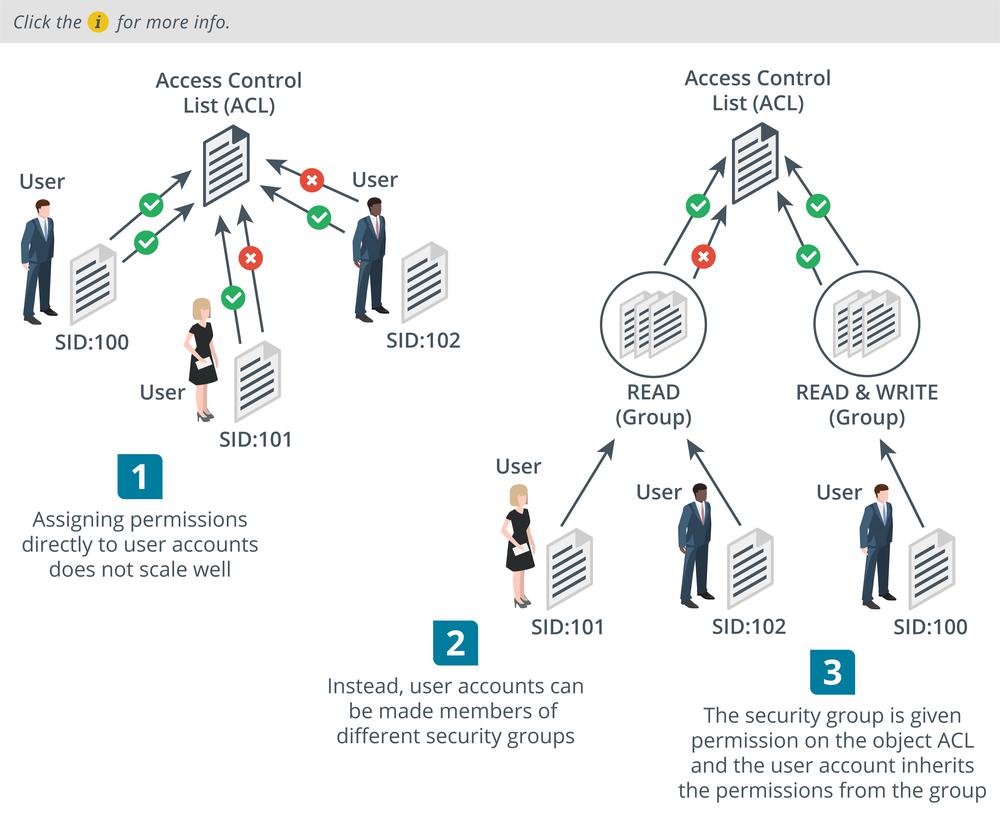 Click the i for more info.
Access Control
List (ACL)
User
User
SID:100
SID:102
User
SID:101
1
Assigning permissions
directly to user accounts
does not scale well
Access Control
List (ACL)
READ
(Group)
READ & WRITE
(Group)
User
User
User
SID:101
SID:102
SID:100
2
Instead, user accounts can
be made members of
different security groups
3
The security group is given
permission on the object ACL
and the user account inherits
the permissions from the group